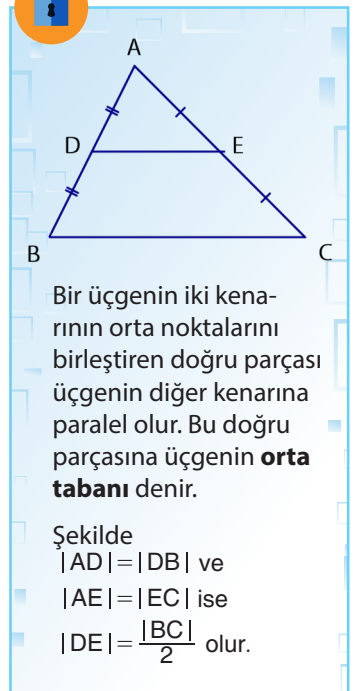 A
D E
B C
Bir üçgenin iki kena-
rının orta noktalarını
birleştiren doğru parçası
üçgenin diğer kenarına
paralel olur. Bu doğru
parçasına üçgenin orta
tabanı denir.
Şekilde
|AD|=|DB| ve
|AE|=|EC| ise
|DE|=|BC|/2 olur.